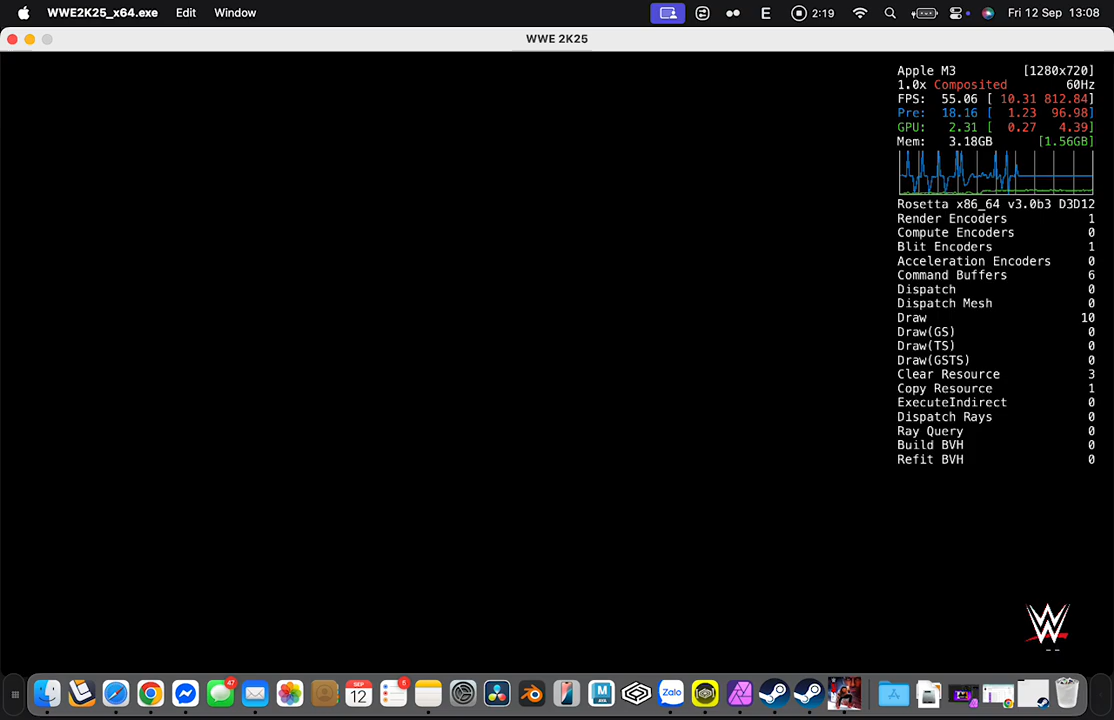 WWE2K25_x64.exe Edit Window E 2:19 Fri 12 Sep 13:08
WWE 2K25
Apple M3 [1280x720]
1.0x Composited 60Hz
FPS: 55.06 [ 10.31 812.84]
Pre: 18.16 [ 1.23 96.98]
GPU: 2.31 [ 0.27 4.39]
Mem: 3.18GB [1.56GB]
Rosetta x86_64 v3.0b3 D3D12
Render Encoders 1
Compute Encoders 0
Blit Encoders 1
Acceleration Encoders 0
Command Buffers 6
Dispatch 0
Dispatch Mesh 0
Draw 10
Draw(GS) 0
Draw(TS) 0
Draw(GSTS) 0
Clear Resource 3
Copy Resource 1
ExecuteIndirect 0
Dispatch Rays 0
Ray Query 0
Build BVH 0
Refit BVH 0
W
47 SEP 12 6 M Zalo